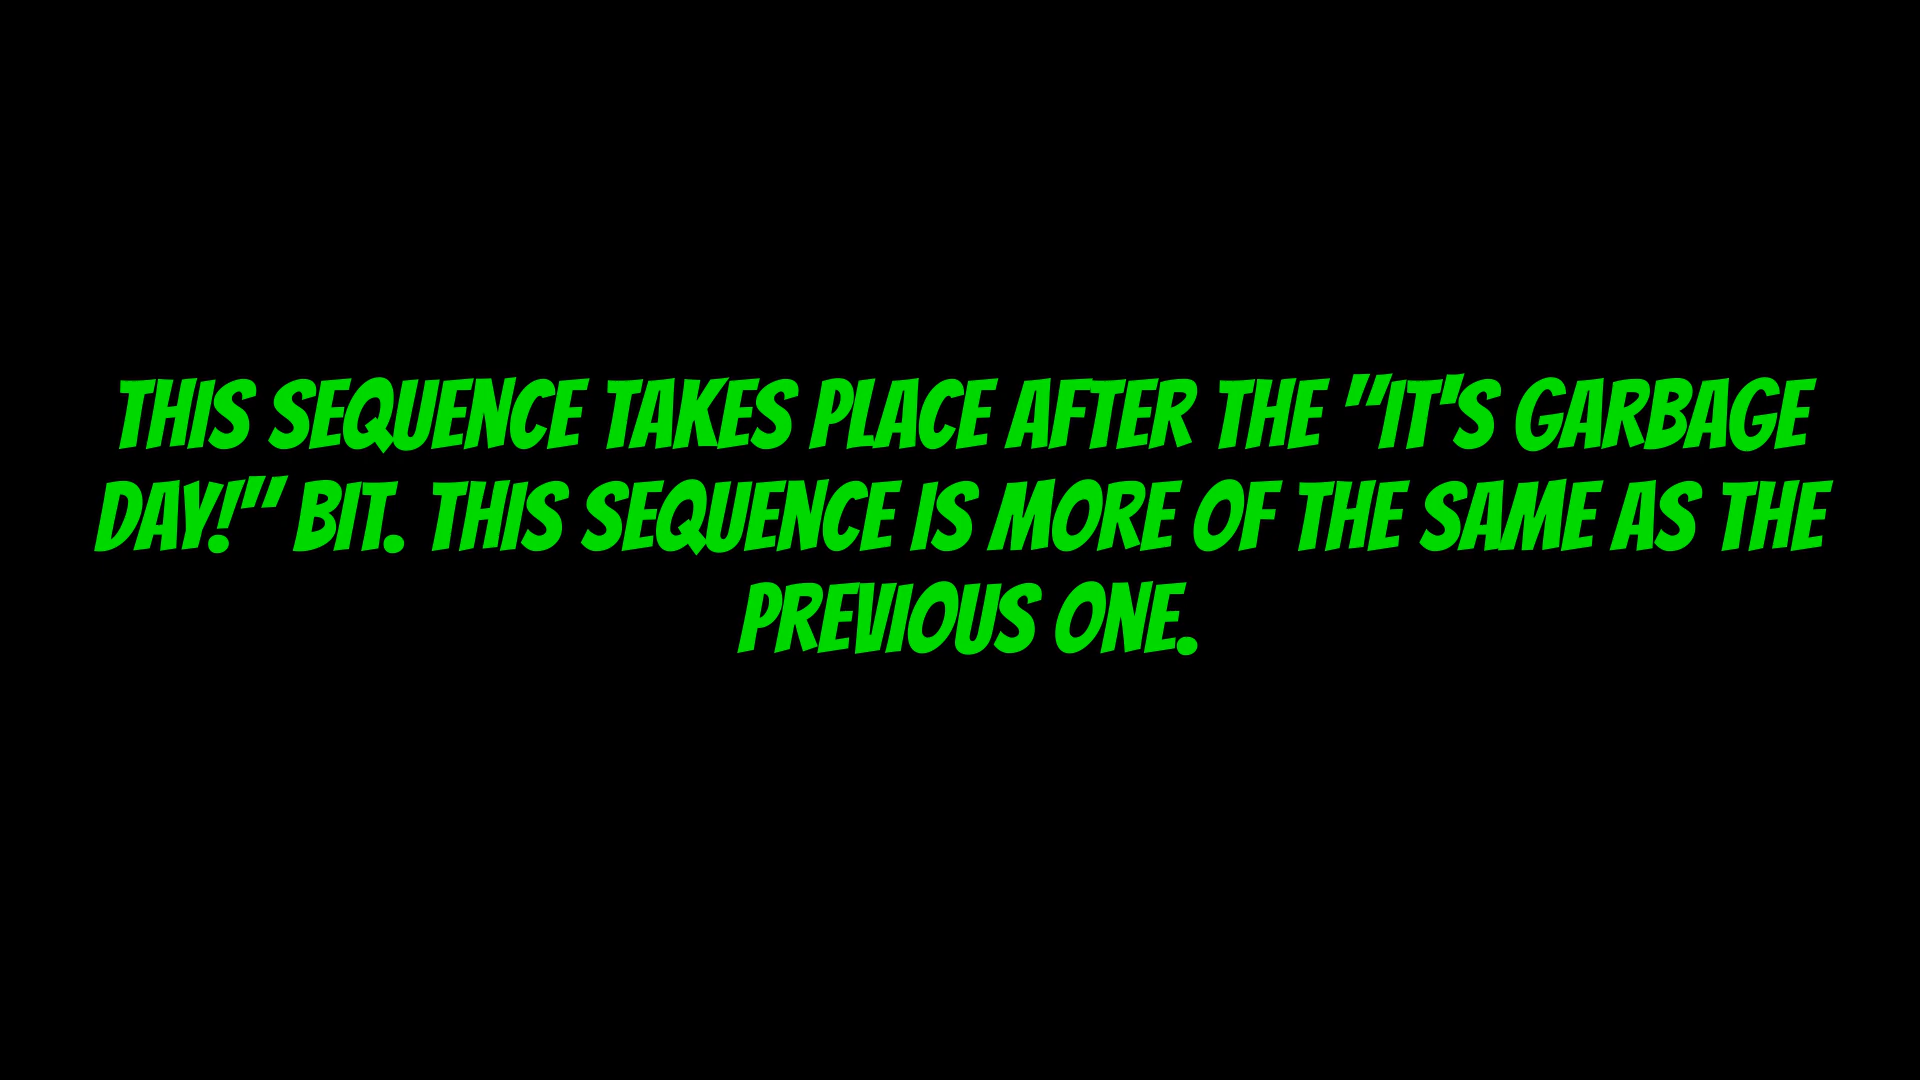 THIS SEQUENCE TAKES PLACE AFTER THE "IT'S GARBAGE
DAY!" BIT. THIS SEQUENCE IS MORE OF THE SAME AS THE
PREVIOUS ONE.